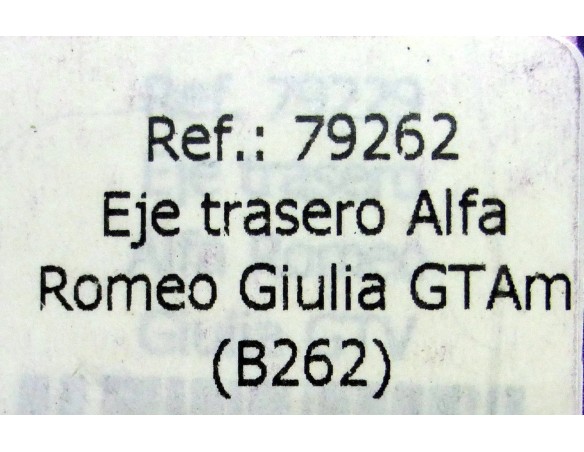 Ref.: 79262
Eje trasero Alfa
Romeo Giulia GTAm
(B262)